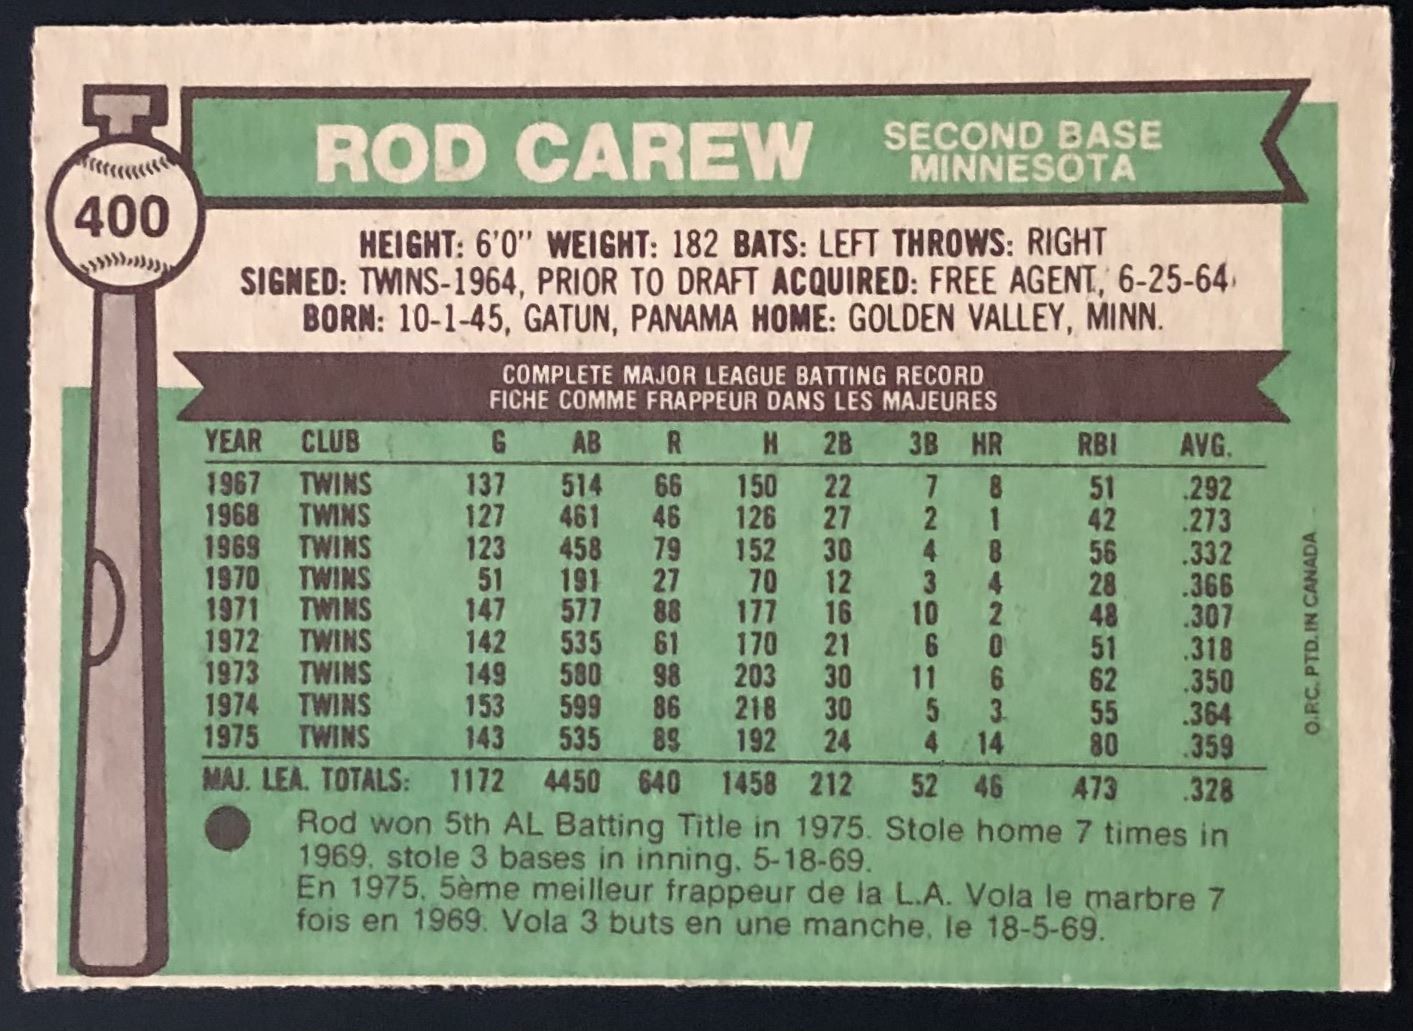 400
ROD CAREW SECOND BASE
MINNESOTA
HEIGHT: 6'0" WEIGHT: 182 BATS: LEFT THROWS: RIGHT
SIGNED: TWINS-1964, PRIOR TO DRAFT ACQUIRED: FREE AGENT, 6-25-64
BORN: 10-1-45, GATUN, PANAMA HOME: GOLDEN VALLEY, MINN.
COMPLETE MAJOR LEAGUE BATTING RECORD
FICHE COMME FRAPPEUR DANS LES MAJEURES
YEAR CLUB G AB R H 2B 3B HR RBI AVG.
1967 TWINS 137 514 66 150 22 7 8 51 .292
1968 TWINS 127 461 46 126 27 2 1 42 .273
1969 TWINS 123 458 79 152 30 4 8 56 .332
1970 TWINS 51 191 27 70 12 3 4 28 .366
1971 TWINS 147 577 88 177 16 10 2 48 .307
1972 TWINS 142 535 61 170 21 6 0 51 .318
1973 TWINS 149 580 98 203 30 11 6 62 .350
1974 TWINS 153 599 86 218 30 5 3 55 .364
1975 TWINS 143 535 89 192 24 4 14 80 .359
MAJ. LEA. TOTALS: 1172 4450 640 1458 212 52 46 473 .328
Rod won 5th AL Batting Title in 1975. Stole home 7 times in
1969. stole 3 bases in inning, 5-18-69.
En 1975, 5ème meilleur frappeur de la L.A. Vola le marbre 7
fois en 1969. Vola 3 buts en une manche, le 18-5-69.
O.P.C. PTD. IN CANADA